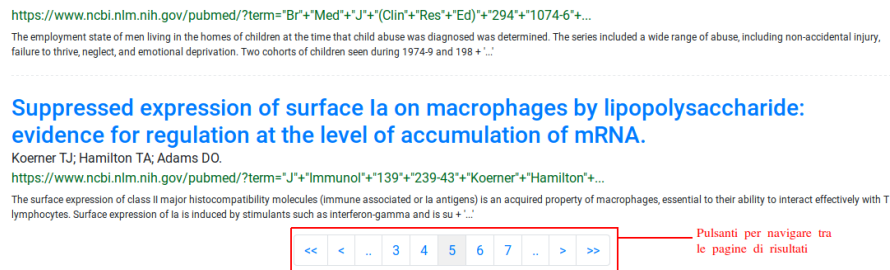 https://www.ncbi.nlm.nih.gov/pubmed/?term="Br"+"Med"+"J"+"(Clin"+"Res"+"Ed)"+"294"+"1074-6"+...
The employment state of men living in the homes of children at the time that child abuse was diagnosed was determined. The series included a wide range of abuse, including non-accidental injury,
failure to thrive, neglect, and emotional deprivation. Two cohorts of children seen during 1974-9 and 198 + '...'
Suppressed expression of surface Ia on macrophages by lipopolysaccharide:
evidence for regulation at the level of accumulation of mRNA.
Koerner TJ; Hamilton TA; Adams DO.
https://www.ncbi.nlm.nih.gov/pubmed/?term="J"+"Immunol"+"139"+"239-43"+"Koerner"+"Hamilton"+...
The surface expression of class II major histocompatibility molecules (immune associated or Ia antigens) is an acquired property of macrophages, essential to their ability to interact effectively with T
lymphocytes. Surface expression of Ia is induced by stimulants such as interferon-gamma and is su + '...'
<< < .. 3 4 5 6 7 .. > >>
Pulsanti per navigare tra
le pagine di risultati